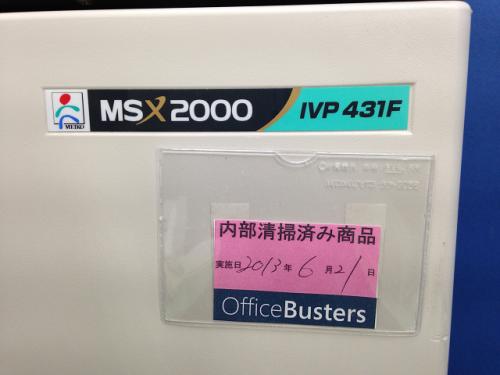 MEIKO MSX2000 IVP 431F
内部清掃済み商品
実施日 2013年 6月 21日
OfficeBusters